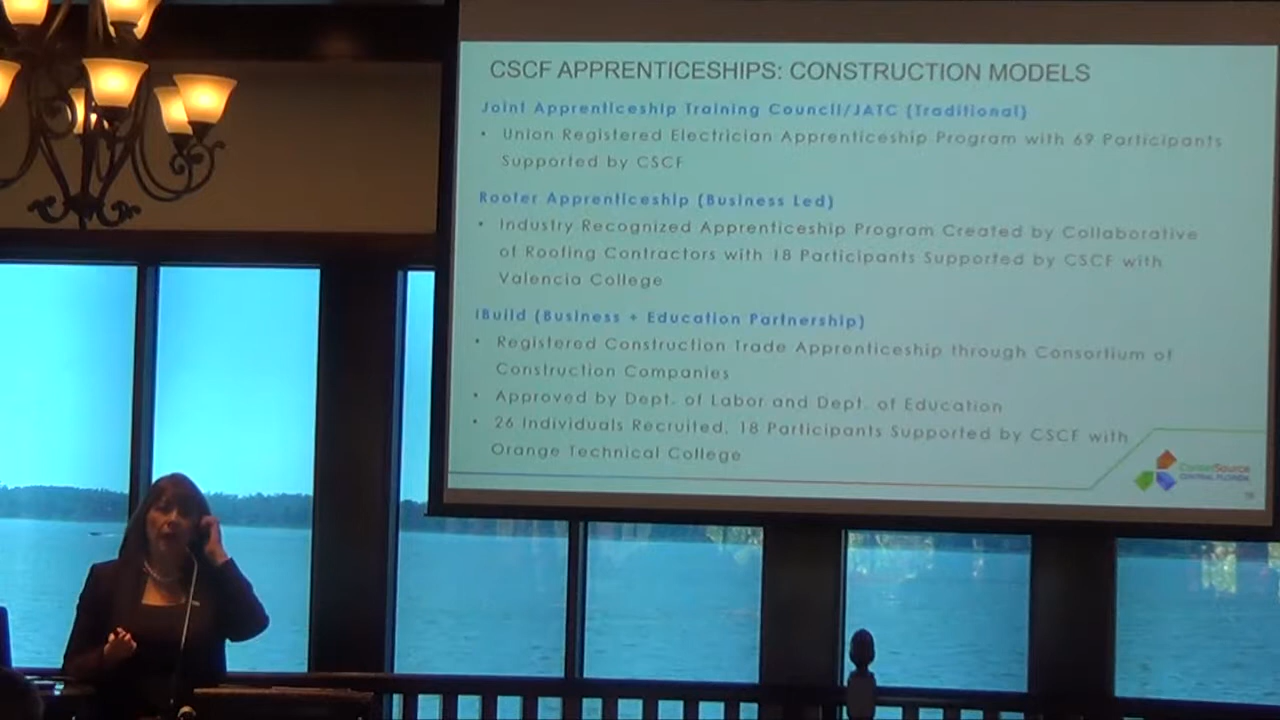 CSCF APPRENTICESHIPS: CONSTRUCTION MODELS
Joint Apprenticeship Training Council/JATC (Traditional)
• Union Registered Electrician Apprenticeship Program with 69 Participants
Supported by CSCF
Roofer Apprenticeship (Business Led)
• Industry Recognized Apprenticeship Program Created by Collaborative
of Roofing Contractors with 18 Participants Supported by CSCF with
Valencia College
iBuild (Business + Education Partnership)
• Registered Construction Trade Apprenticeship through Consortium of
Construction Companies
• Approved by Dept. of Labor and Dept. of Education
• 26 Individuals Recruited, 18 Participants Supported by CSCF with
Orange Technical College
CareerSource
CENTRAL FLORIDA